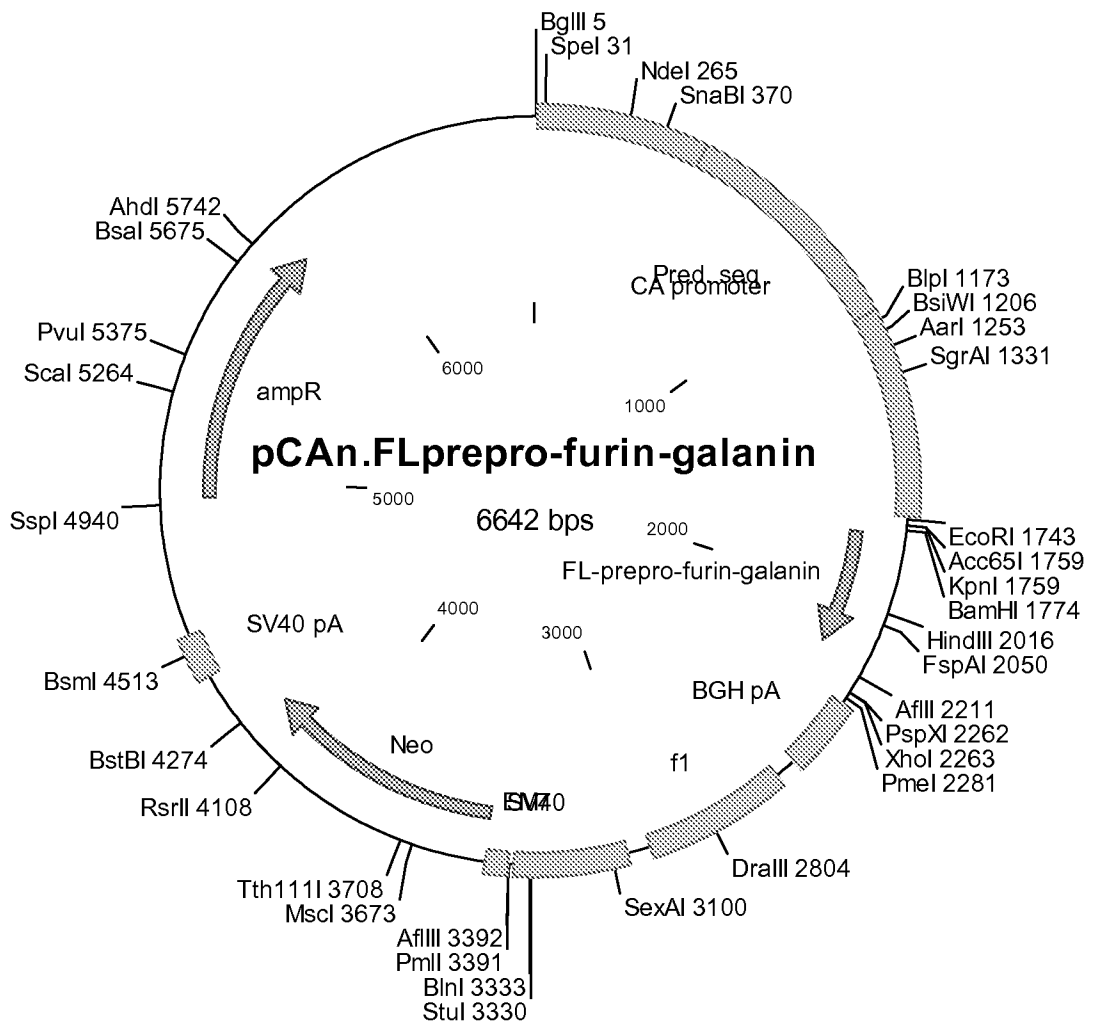 BglII 5
SpeI 31
NdeI 265
SnaBI 370
AhdI 5742
BsaI 5675
Pred. seq.
CA promoter
BlpI 1173
BsiWI 1206
AarI 1253
SgrAI 1331
PvuI 5375
ScaI 5264
6000
ampR
1000
pCAn.FLprepro-furin-galanin
5000
6642 bps
2000
SspI 4940
EcoRI 1743
Acc65I 1759
KpnI 1759
BamHI 1774
FL-prepro-furin-galanin
4000
SV40 pA
3000
HindIII 2016
FspAI 2050
BsmI 4513
BGH pA
AflII 2211
PspXI 2262
XhoI 2263
PmeI 2281
BstBI 4274
Neo
f1
RsrII 4108
SV40
DraIII 2804
Tth111I 3708
MscI 3673
SexAI 3100
AflIII 3392
PmlI 3391
BlnI 3333
StuI 3330